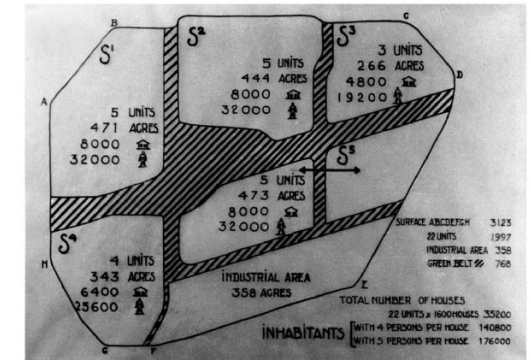 B
S1
S2
S3
C
D
A
5 UNITS
471 ACRES
8000
32000
5 UNITS
444 ACRES
8000
32000
3 UNITS
266 ACRES
4800
19200
S5
5 UNITS
473 ACRES
8000
32000
S4
H
4 UNITS
343 ACRES
6400
25600
G
F
E
INDUSTRIAL AREA
358 ACRES
SURFACE ABCDEFGH 3123
22 UNITS 1997
INDUSTRIAL AREA 358
GREEN BELT 768
TOTAL NUMBER OF HOUSES
22 UNITS x 1600 HOUSES 35200
INHABITANTS
WITH 4 PERSONS PER HOUSE 140800
WITH 5 PERSONS PER HOUSE 176000